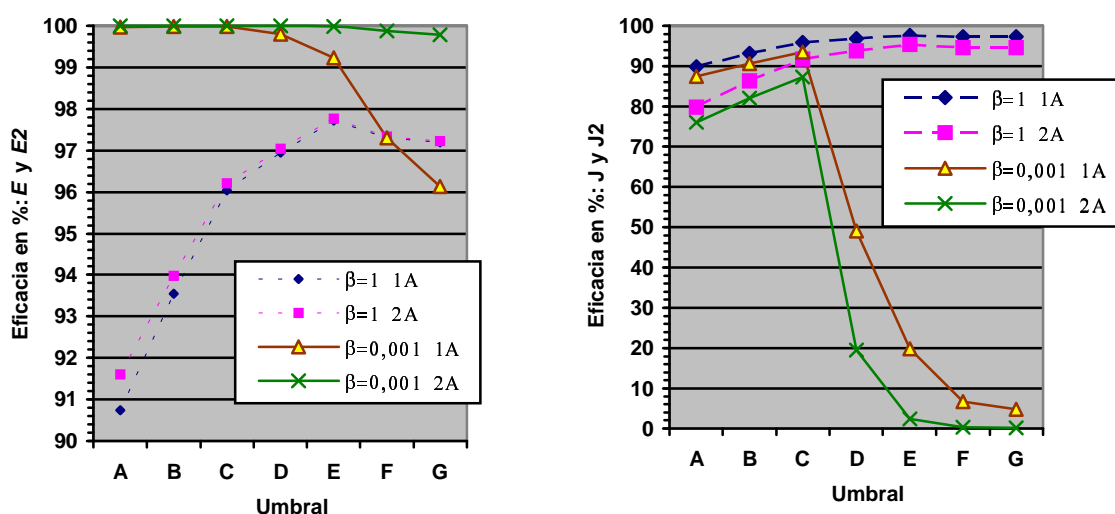 Eficacia en %: E y E2
100
99
98
97
96
95
94
93
92
91
90
A B C D E F G
Umbral
β=1 1A
β=1 2A
β=0,001 1A
β=0,001 2A
Eficacia en %: J y J2
100
90
80
70
60
50
40
30
20
10
0
A B C D E F G
Umbral
β=1 1A
β=1 2A
β=0,001 1A
β=0,001 2A